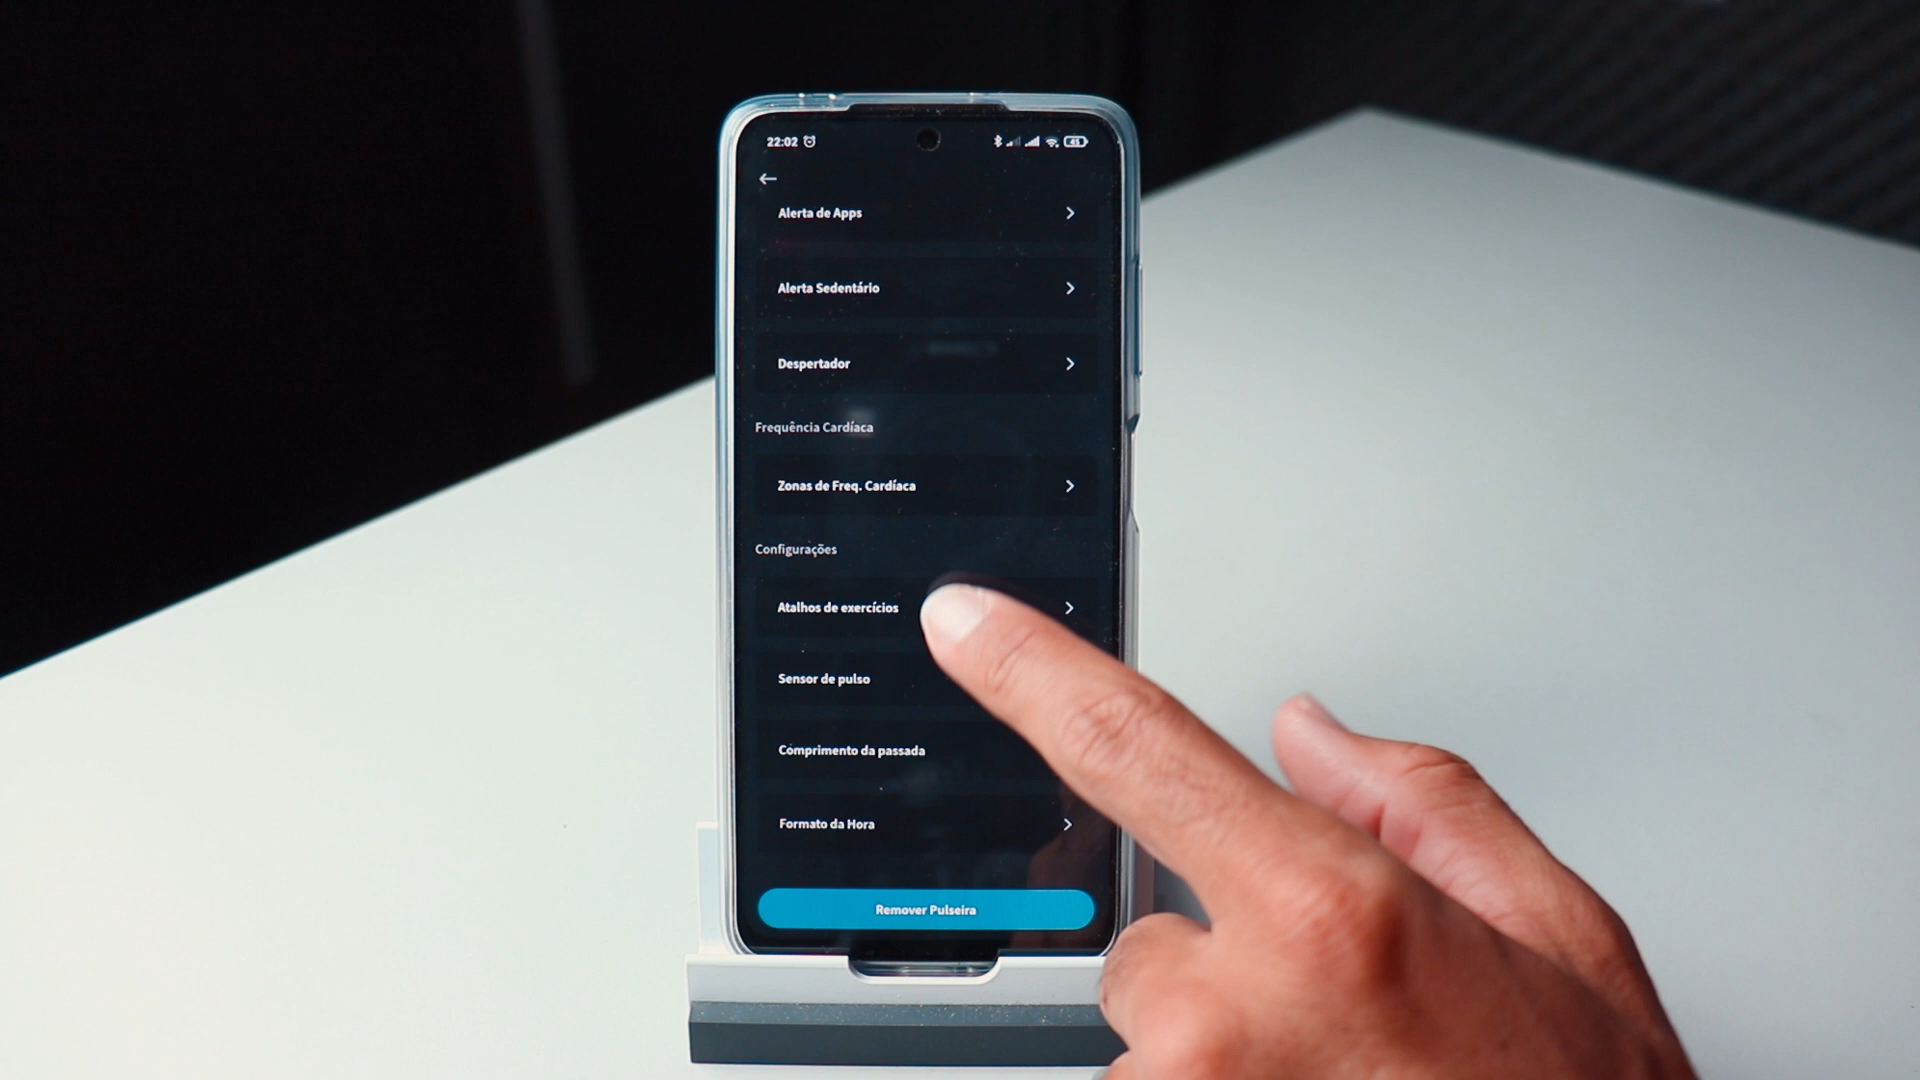 22:02
45
Alerta de Apps
Alerta Sedentário
Despertador
Frequência Cardíaca
Zonas de Freq. Cardíaca
Configurações
Atalhos de exercícios
Sensor de pulso
Comprimento da passada
Formato da Hora
Remover Pulseira